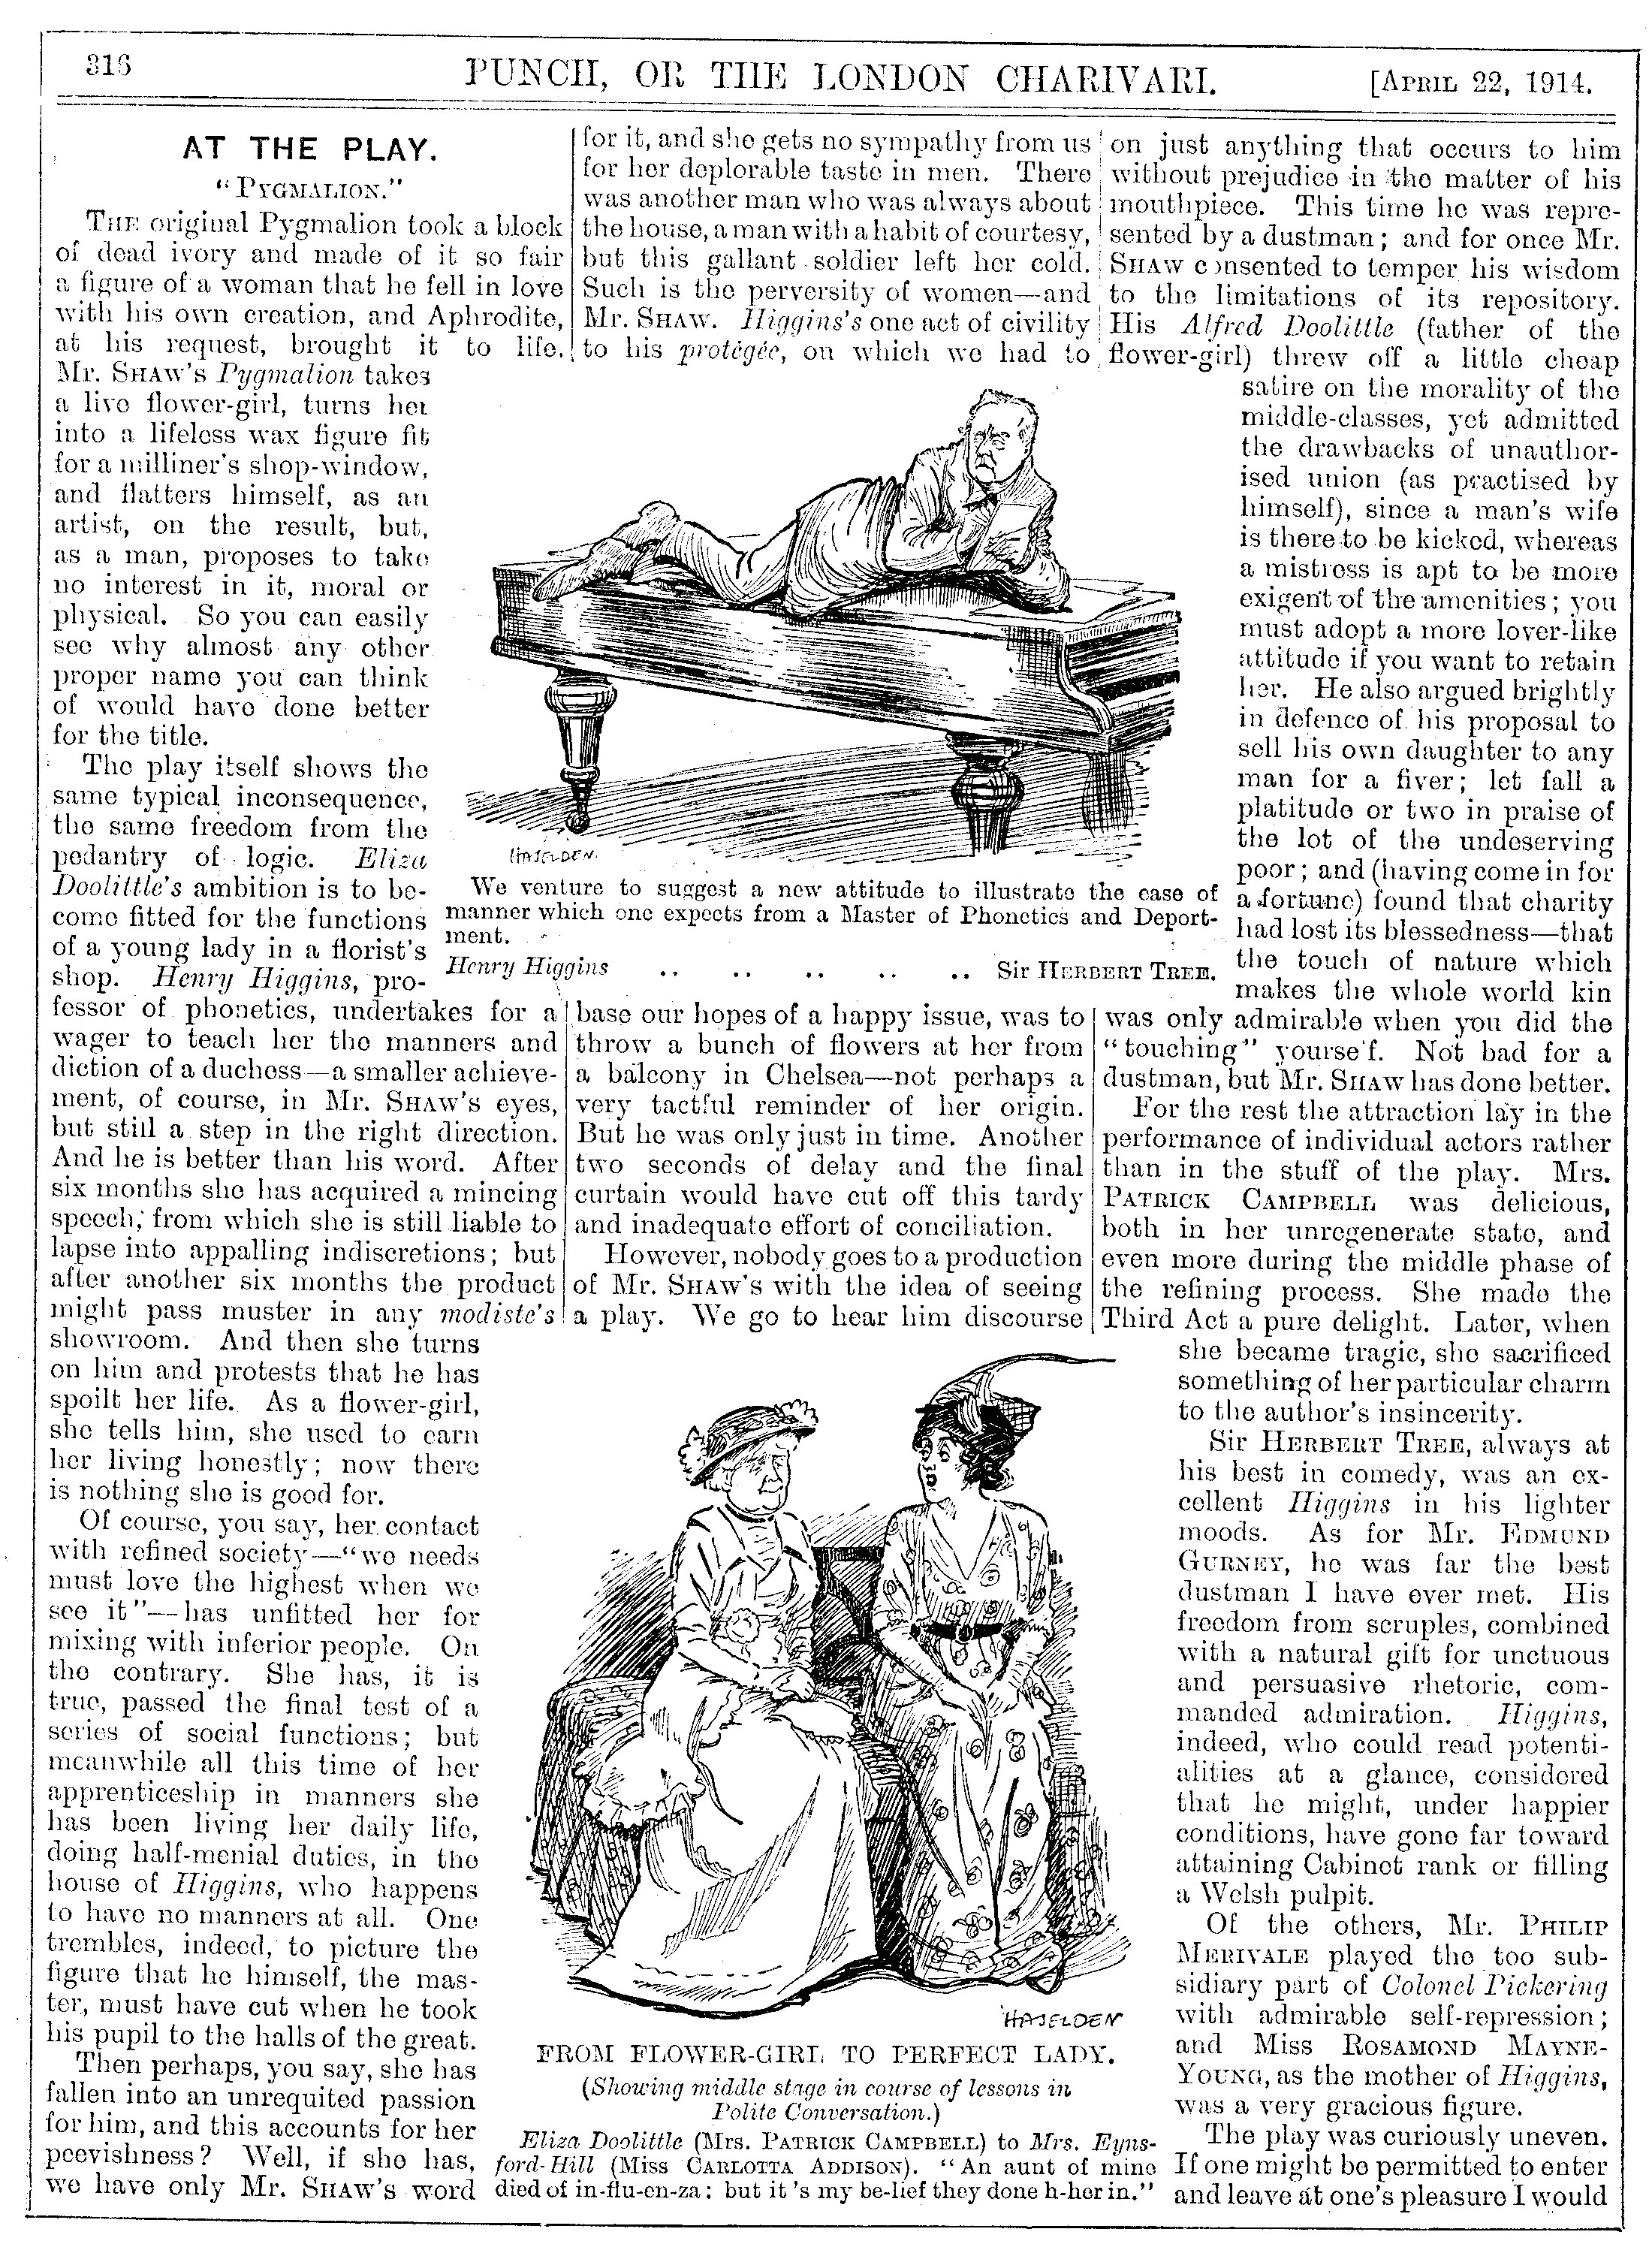 316
PUNCH, OR THE LONDON CHARIVARI.
[APRIL 22, 1914.
AT THE PLAY.
"PYGMALION."
THE original Pygmalion took a block
of dead ivory and made of it so fair
a figure of a woman that he fell in love
with his own creation, and Aphrodite,
at his request, brought it to life.
Mr. SHAW'S Pygmalion takes
a live flower-girl, turns her
into a lifeless wax figure fit
for a milliner's shop-window,
and flatters himself, as an
artist, on the result, but,
as a man, proposes to take
no interest in it, moral or
physical. So you can easily
see why almost any other
proper name you can think
of would have done better
for the title.
The play itself shows the
same typical inconsequence,
the same freedom from the
pedantry of logic. Eliza
Doolittle's ambition is to be-
come fitted for the functions
of a young lady in a florist's
shop. Henry Higgins, pro-
fessor of phonetics, undertakes for a
wager to teach her the manners and
diction of a duchess—a smaller achieve-
ment, of course, in Mr. SHAW'S eyes,
but still a step in the right direction.
And he is better than his word. After
six months she has acquired a mincing
speech, from which she is still liable to
lapse into appalling indiscretions; but
after another six months the product
might pass muster in any modiste's
showroom. And then she turns
on him and protests that he has
spoilt her life. As a flower-girl,
she tells him, she used to earn
her living honestly; now there
is nothing she is good for.
Of course, you say, her contact
with refined society—"we needs
must love the highest when we
see it"—has unfitted her for
mixing with inferior people. On
the contrary. She has, it is
true, passed the final test of a
series of social functions; but
meanwhile all this time of her
apprenticeship in manners she
has been living her daily life,
doing half-menial duties, in the
house of Higgins, who happens
to have no manners at all. One
trembles, indeed, to picture the
figure that he himself, the mas-
ter, must have cut when he took
his pupil to the halls of the great.
Then perhaps, you say, she has
fallen into an unrequited passion
for him, and this accounts for her
peevishness? Well, if she has,
we have only Mr. SHAW'S word
for it, and she gets no sympathy from us
for her deplorable taste in men. There
was another man who was always about
the house, a man with a habit of courtesy,
but this gallant soldier left her cold.
Such is the perversity of women—and
Mr. SHAW. Higgins's one act of civility
to his protégée, on which we had to
HASELDEN.
We venture to suggest a new attitude to illustrate the ease of
manner which one expects from a Master of Phonetics and Deport-
ment.
Henry Higgins .. .. .. .. .. Sir HERBERT TREE.
base our hopes of a happy issue, was to
throw a bunch of flowers at her from
a balcony in Chelsea—not perhaps a
very tactful reminder of her origin.
But he was only just in time. Another
two seconds of delay and the final
curtain would have cut off this tardy
and inadequate effort of conciliation.
However, nobody goes to a production
of Mr. SHAW'S with the idea of seeing
a play. We go to hear him discourse
HASELDEN
FROM FLOWER-GIRL TO PERFECT LADY.
(Showing middle stage in course of lessons in
Polite Conversation.)
Eliza Doolittle (Mrs. PATRICK CAMPBELL) to Mrs. Eyns-
ford-Hill (Miss CARLOTTA ADDISON). "An aunt of mine
died of in-flu-en-za: but it's my be-lief they done h-her in."
on just anything that occurs to him
without prejudice in the matter of his
mouthpiece. This time he was repre-
sented by a dustman; and for once Mr.
SHAW consented to temper his wisdom
to the limitations of its repository.
His Alfred Doolittle (father of the
flower-girl) threw off a little cheap
satire on the morality of the
middle-classes, yet admitted
the drawbacks of unauthor-
ised union (as practised by
himself), since a man's wife
is there to be kicked, whereas
a mistress is apt to be more
exigent of the amenities; you
must adopt a more lover-like
attitude if you want to retain
her. He also argued brightly
in defence of his proposal to
sell his own daughter to any
man for a fiver; let fall a
platitude or two in praise of
the lot of the undeserving
poor; and (having come in for
a fortune) found that charity
had lost its blessedness—that
the touch of nature which
makes the whole world kin
was only admirable when you did the
"touching" yourself. Not bad for a
dustman, but Mr. SHAW has done better.
For the rest the attraction lay in the
performance of individual actors rather
than in the stuff of the play. Mrs.
PATRICK CAMPBELL was delicious,
both in her unregenerate state, and
even more during the middle phase of
the refining process. She made the
Third Act a pure delight. Later, when
she became tragic, she sacrificed
something of her particular charm
to the author's insincerity.
Sir HERBERT TREE, always at
his best in comedy, was an ex-
cellent Higgins in his lighter
moods. As for Mr. EDMUND
GURNEY, he was far the best
dustman I have ever met. His
freedom from scruples, combined
with a natural gift for unctuous
and persuasive rhetoric, com-
manded admiration. Higgins,
indeed, who could read potenti-
alities at a glance, considered
that he might, under happier
conditions, have gone far toward
attaining Cabinet rank or filling
a Welsh pulpit.
Of the others, Mr. PHILIP
MERIVALE played the too sub-
sidiary part of Colonel Pickering
with admirable self-repression;
and Miss ROSAMOND MAYNE-
YOUNG, as the mother of Higgins,
was a very gracious figure.
The play was curiously uneven.
If one might be permitted to enter
and leave at one's pleasure I would